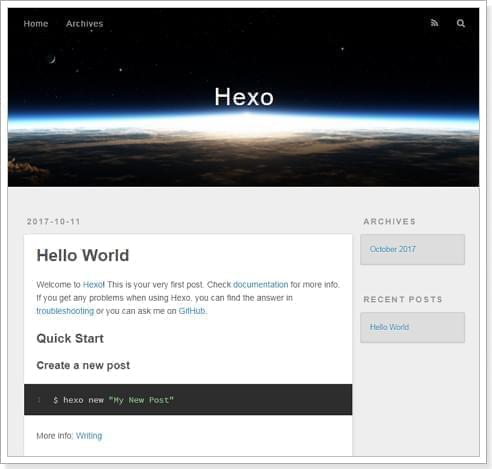 Home Archives
Hexo
2017-10-11
Hello World
Welcome to Hexo! This is your very first post. Check documentation for more info.
If you get any problems when using Hexo, you can find the answer in
troubleshooting or you can ask me on GitHub.
Quick Start
Create a new post
1 $ hexo new "My New Post"
More info: Writing
ARCHIVES
October 2017
RECENT POSTS
Hello World